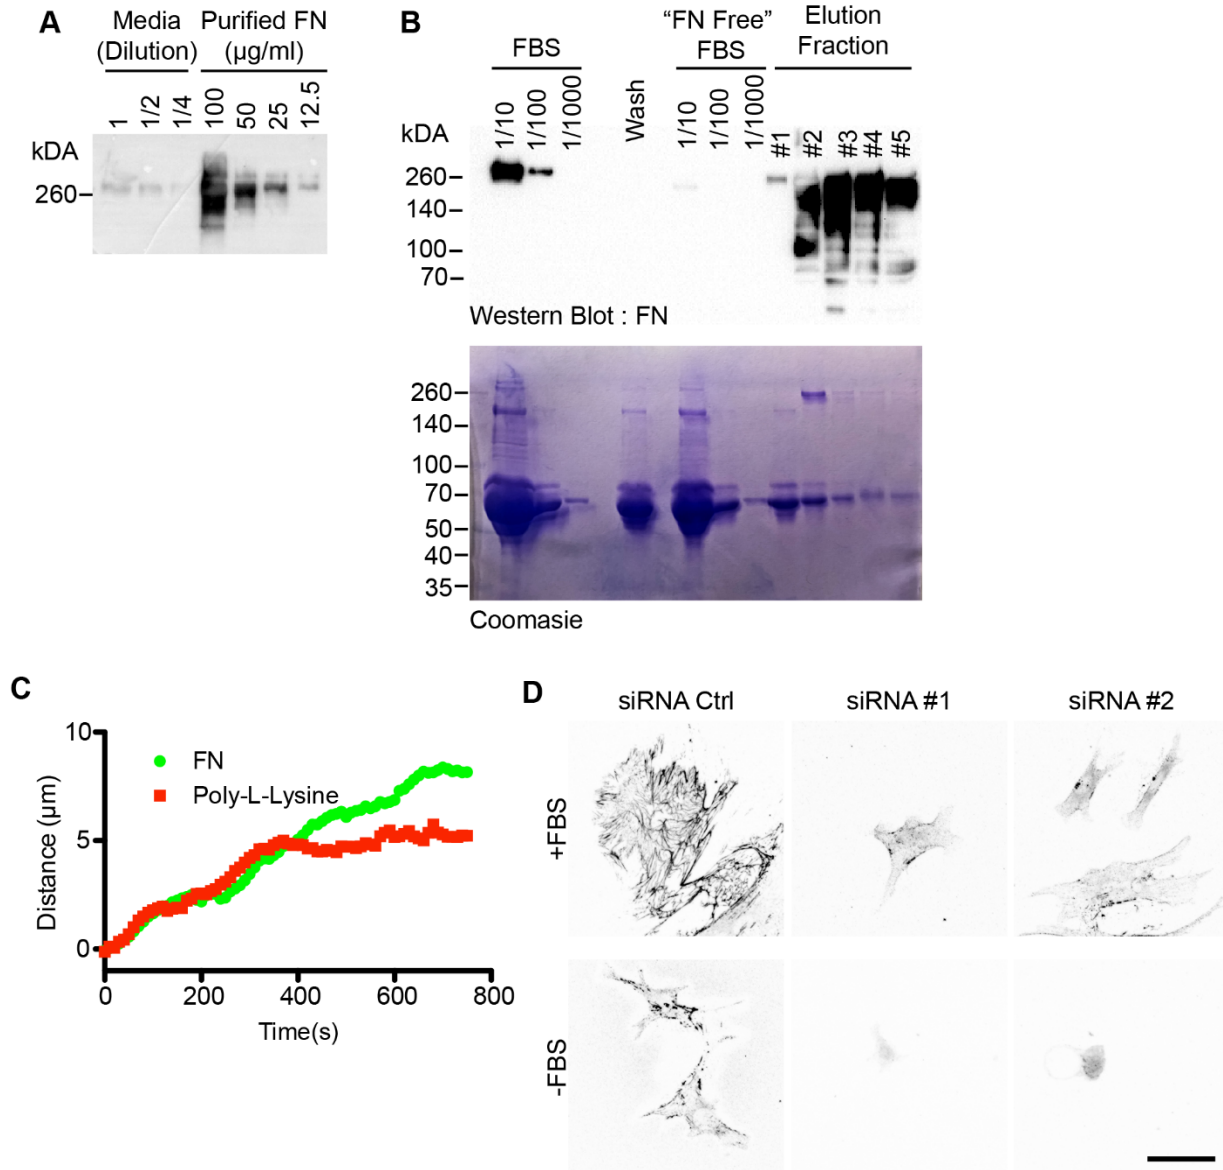 A
Media
(Dilution)
Purified FN
(µg/ml)
1
1/2
1/4
100
50
25
12.5
kDA
260
B
FBS
Wash
“FN Free”
FBS
Elution
Fraction
1/10
1/100
1/1000
1/10
1/100
1/1000
#1
#2
#3
#4
#5
kDA
260
140
100
70
Western Blot : FN
260
140
100
70
50
40
35
Coomasie
C
Distance (µm)
10
5
0
FN
Poly-L-Lysine
0 200 400 600 800
Time(s)
D
siRNA Ctrl siRNA #1 siRNA #2
+FBS
-FBS